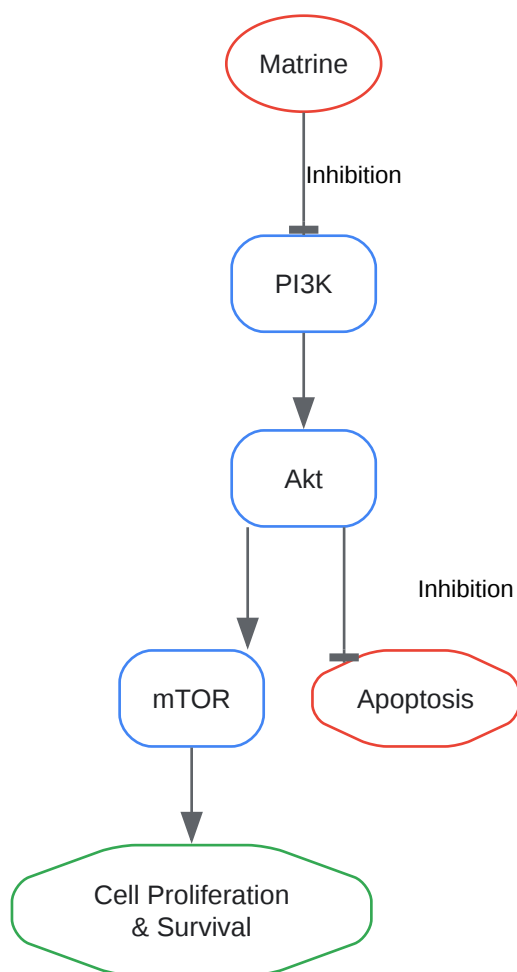 Matrine
Inhibition
PI3K
Akt
Inhibition
mTOR
Apoptosis
Cell Proliferation
& Survival